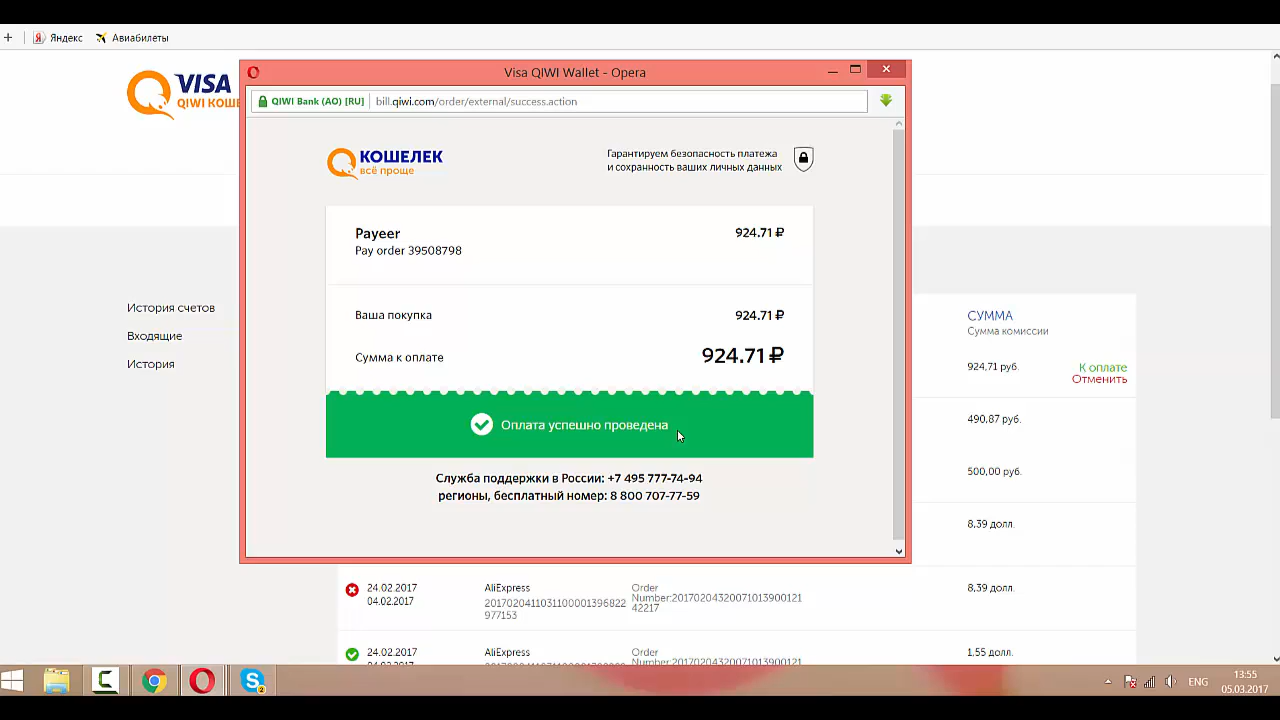 + Яндекс Авиабилеты
VISA
QIWI КОШЕ
Visa QIWI Wallet - Opera
QIWI Bank (AO) [RU] bill.qiwi.com/order/external/success.action
КОШЕЛЕК
всё проще
Гарантируем безопасность платежа
и сохранность ваших личных данных
Payeer 924.71 ₽
Pay order 39508798
Ваша покупка 924.71 ₽
Сумма к оплате 924.71 ₽
Оплата успешно проведена
Служба поддержки в России: +7 495 777-74-94
регионы, бесплатный номер: 8 800 707-77-59
История счетов
Входящие
История
СУММА
Сумма комиссии
924,71 руб. К оплате
Отменить
490,87 руб.
500,00 руб.
8,39 долл.
24.02.2017 AliExpress Order 8,39 долл.
04.02.2017 2017020411031100001396822 Number:20170204320071013900121
977153 42217
24.02.2017 AliExpress Order 1,55 долл.
ENG
13:55
05.03.2017